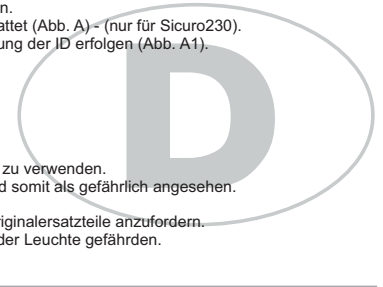 n.
attet (Abb. A) - (nur für Sicuro230).
ung der ID erfolgen (Abb. A1).
D
zu verwenden.
d somit als gefährlich angesehen.
riginalersatzteile anzufordern.
der Leuchte gefährden.